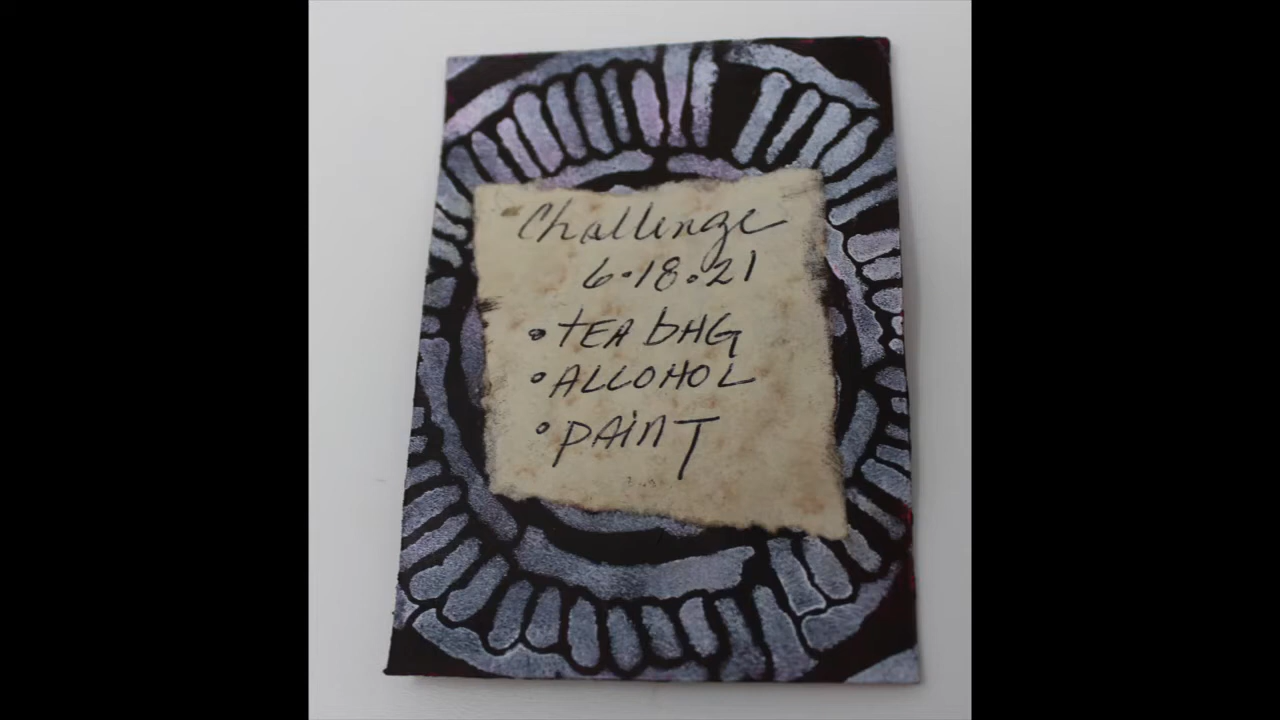 Challenge
6.18.21
• TEA bAG
• ALCOHOL
• PAinT